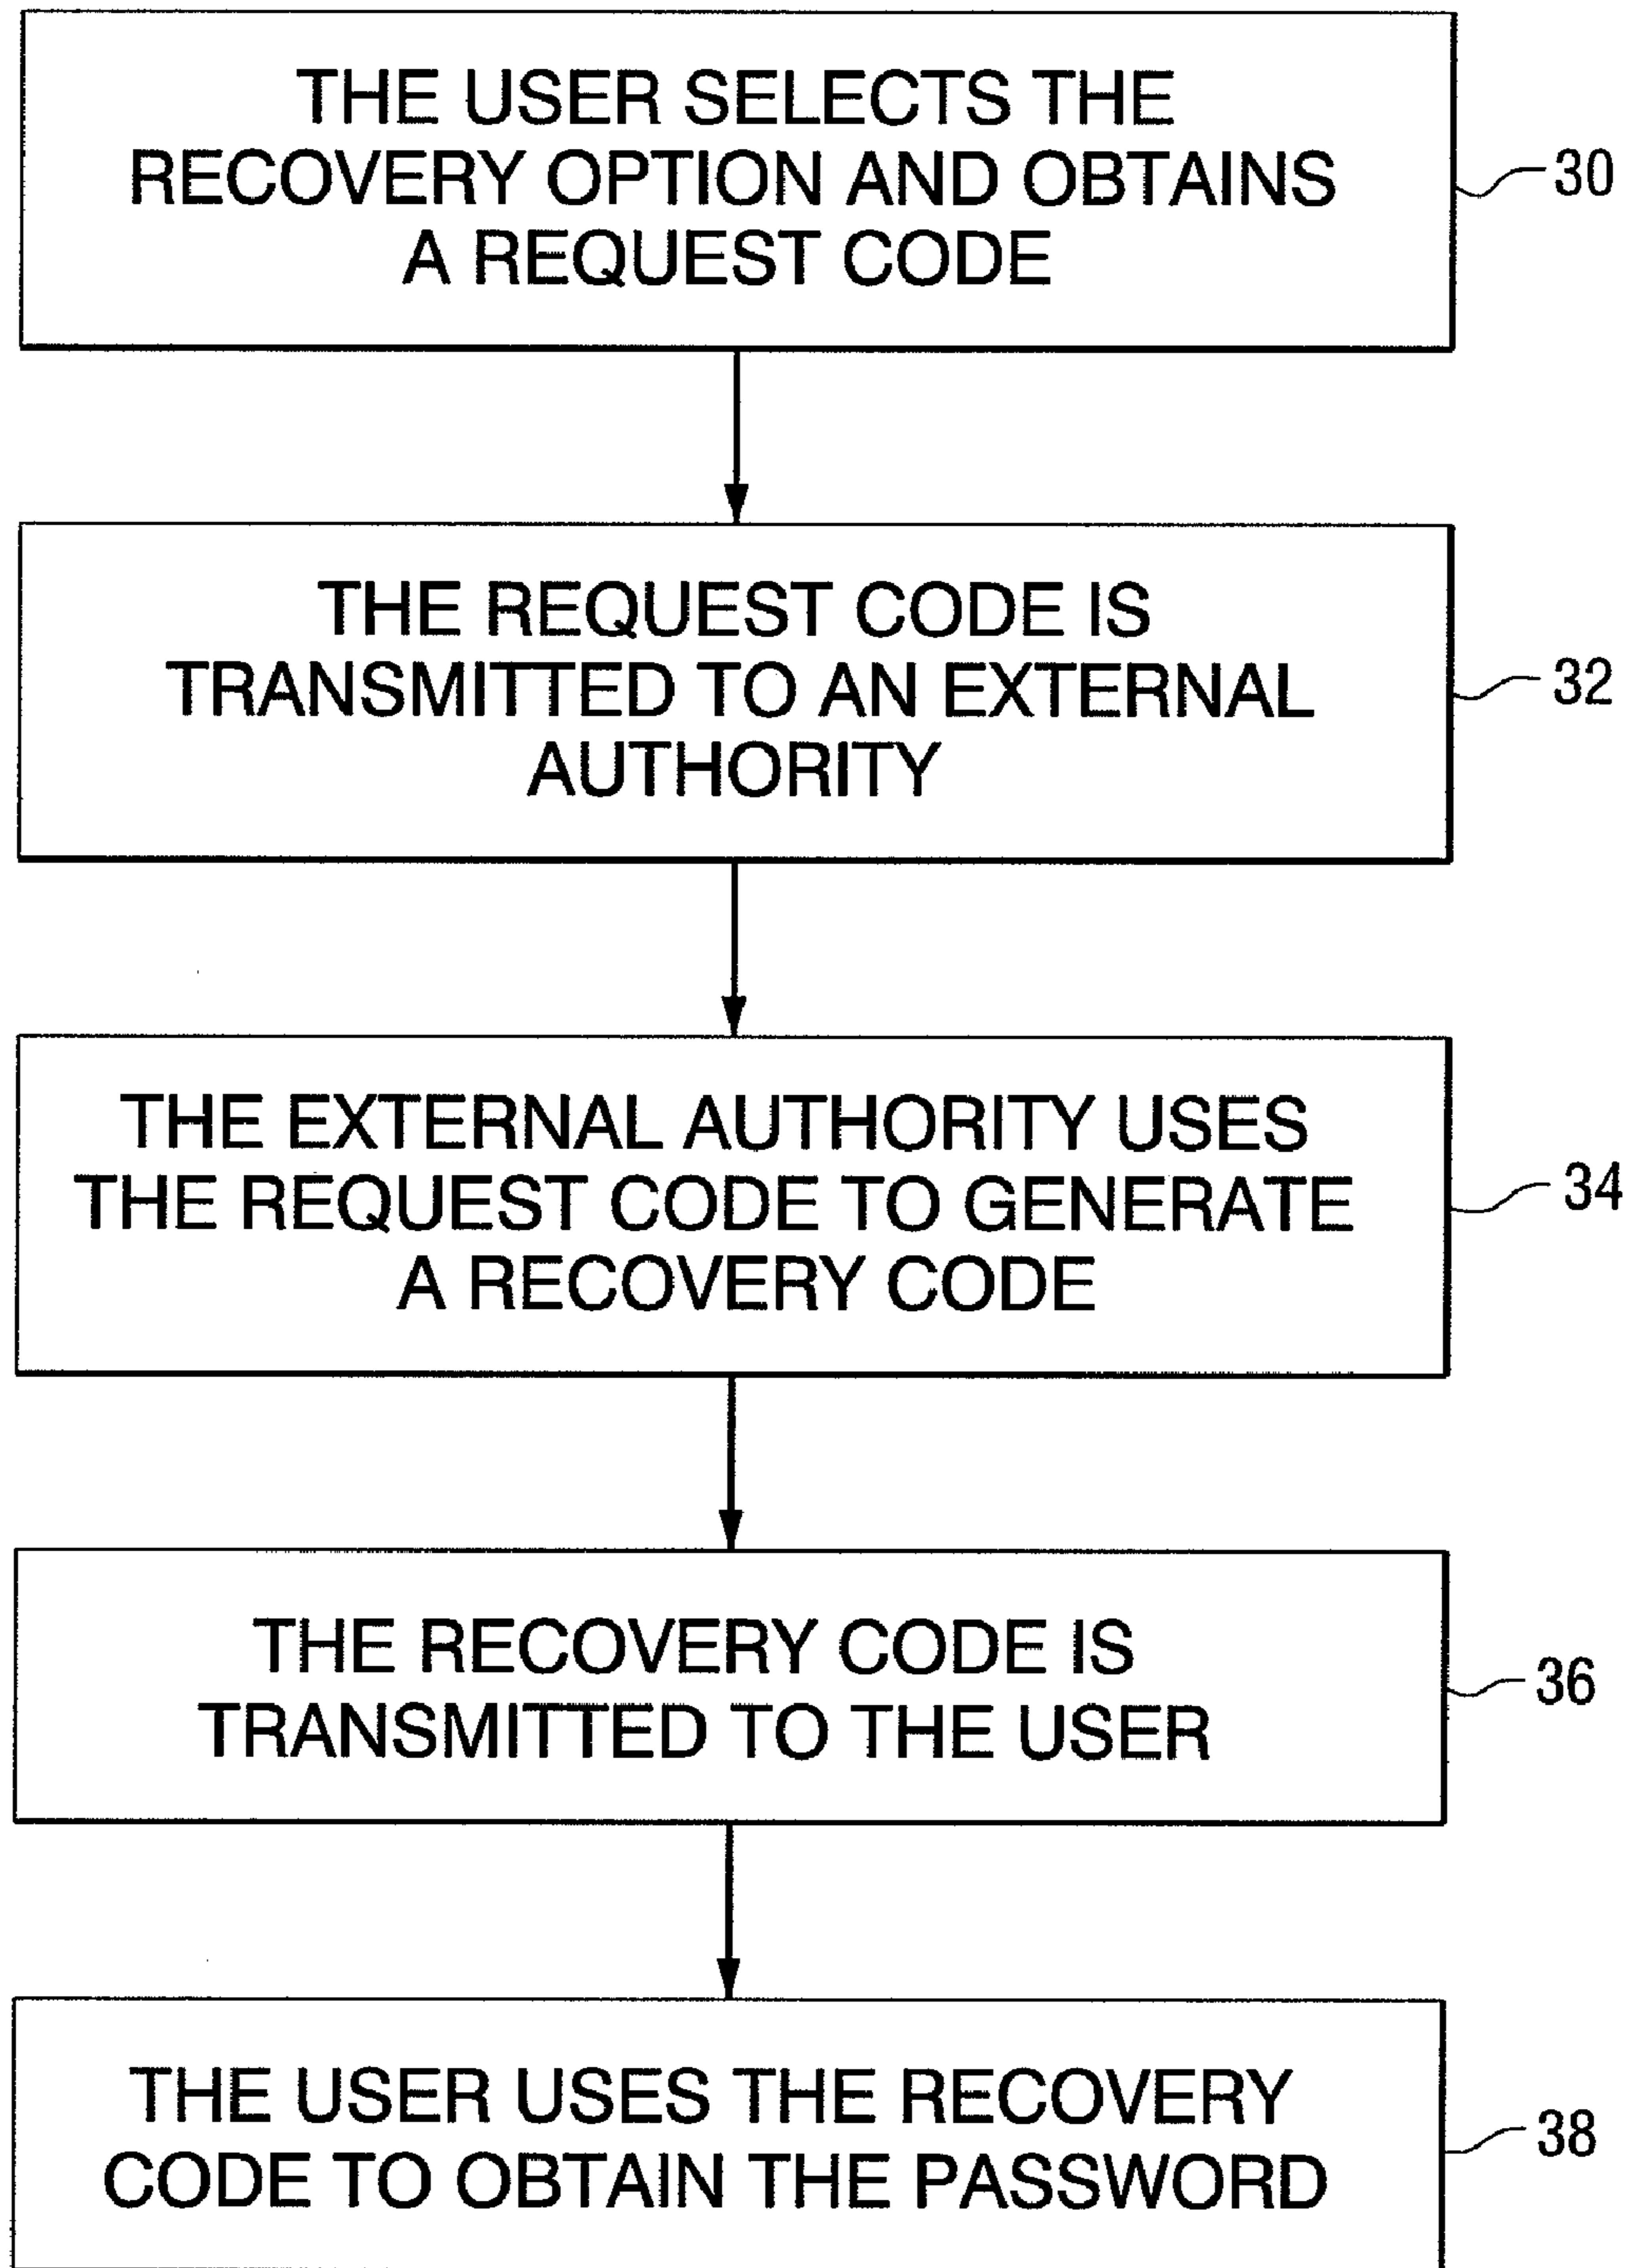 THE USER SELECTS THE
RECOVERY OPTION AND OBTAINS
A REQUEST CODE
30
THE REQUEST CODE IS
TRANSMITTED TO AN EXTERNAL
AUTHORITY
32
THE EXTERNAL AUTHORITY USES
THE REQUEST CODE TO GENERATE
A RECOVERY CODE
34
THE RECOVERY CODE IS
TRANSMITTED TO THE USER
36
THE USER USES THE RECOVERY
CODE TO OBTAIN THE PASSWORD
38